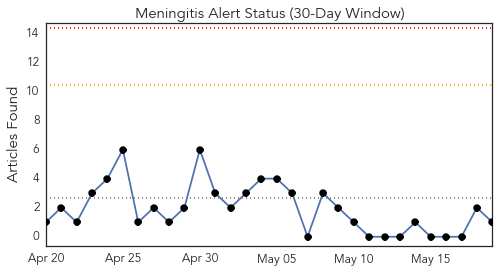 Meningitis Alert Status (30-Day Window)
Articles Found
14
12
10
8
6
4
2
0
Apr 20 Apr 25 Apr 30 May 05 May 10 May 15